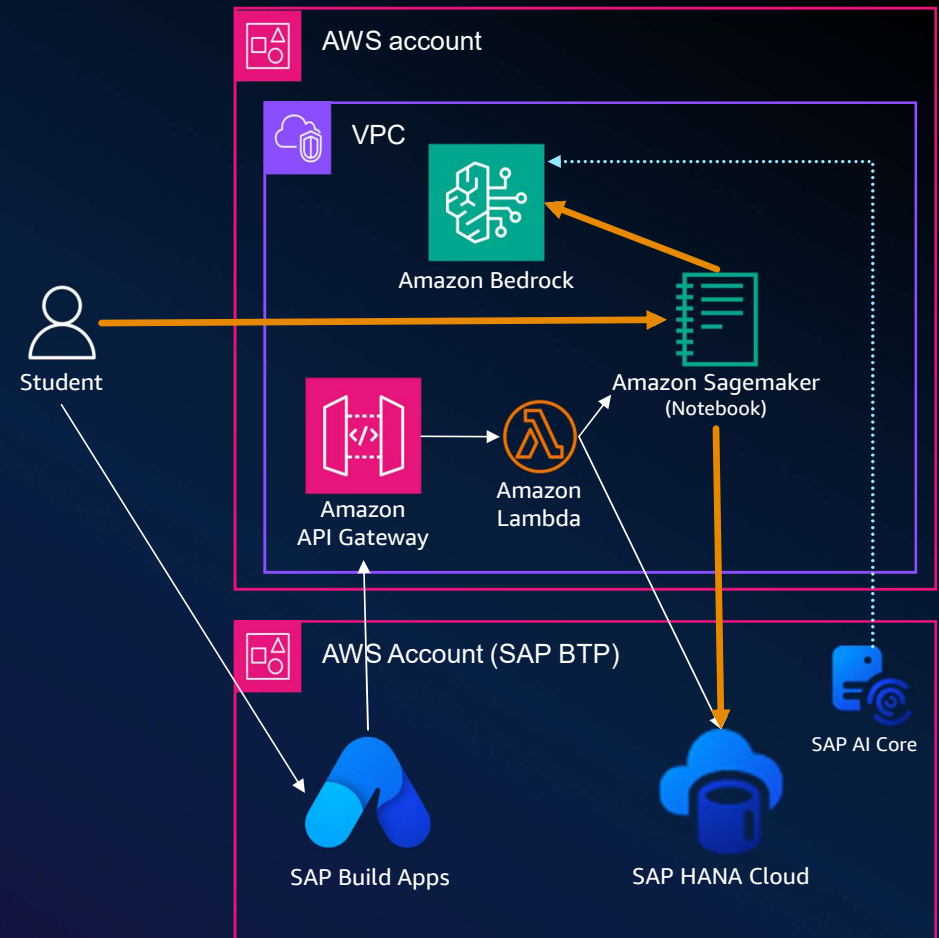 AWS account
VPC
Amazon Bedrock
Student
Amazon Sagemaker
(Notebook)
</>
Amazon
API Gateway
Amazon
Lambda
AWS Account (SAP BTP)
SAP AI Core
SAP Build Apps
SAP HANA Cloud